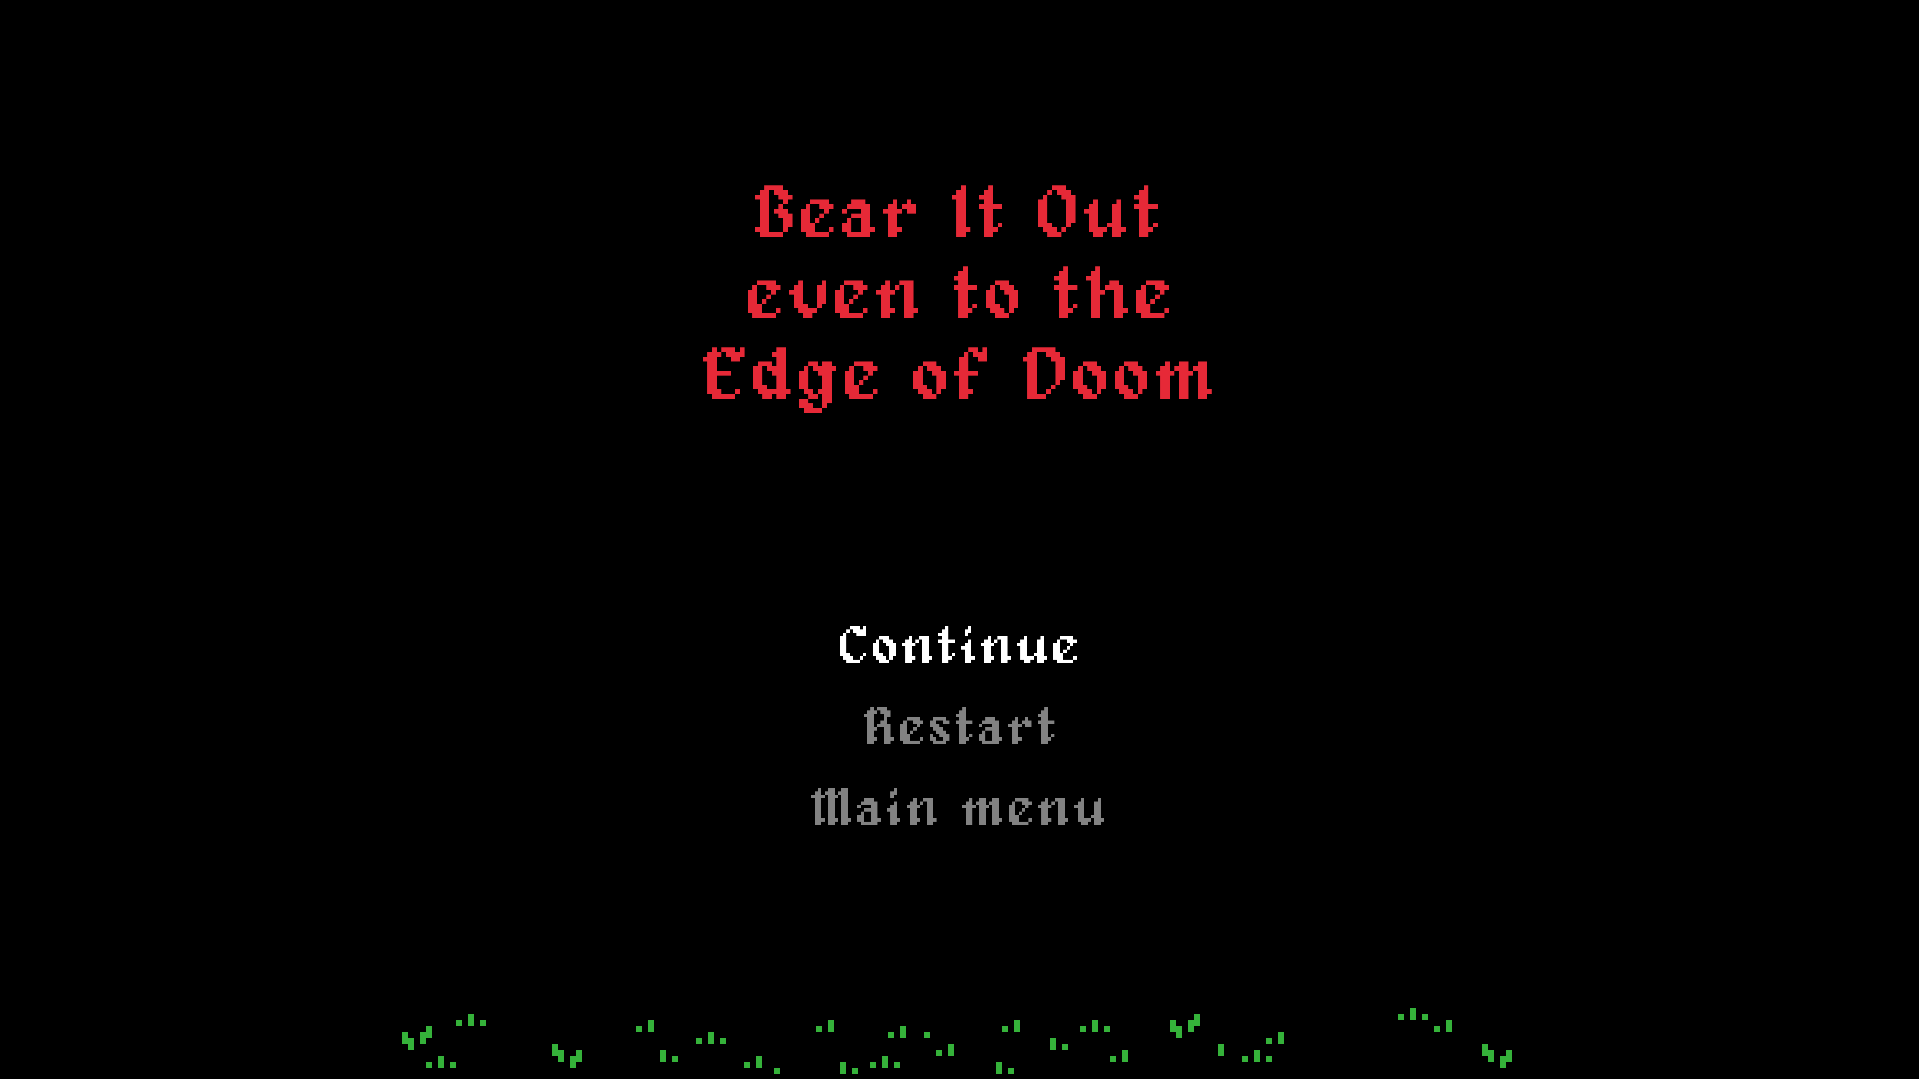 Bear It Out
even to the
Edge of Doom
Continue
Restart
Main menu